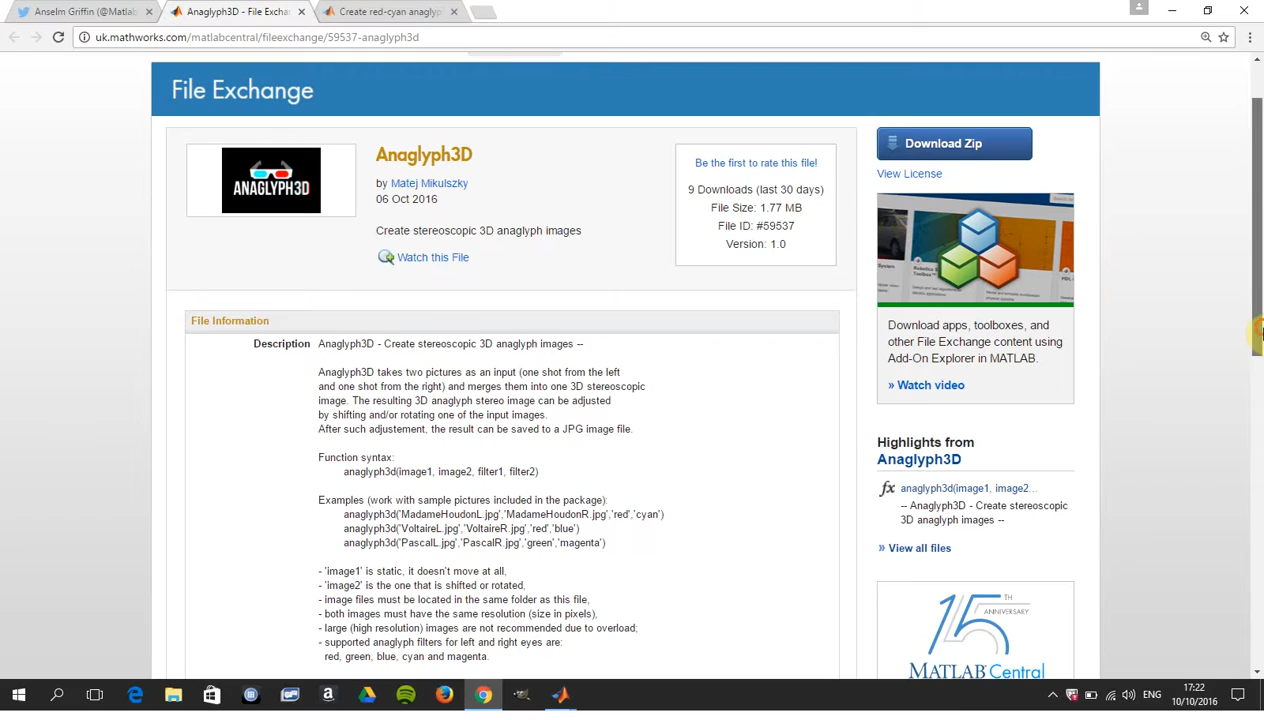 Anselm Griffin (@Matlab
Anaglyph3D - File Exchan
Create red-cyan anaglyp
uk.mathworks.com/matlabcentral/fileexchange/59537-anaglyph3d
File Exchange
ANAGLYPH3D
Anaglyph3D
by Matej Mikulszky
06 Oct 2016
Create stereoscopic 3D anaglyph images
Watch this File
Be the first to rate this file!
9 Downloads (last 30 days)
File Size: 1.77 MB
File ID: #59537
Version: 1.0
Download Zip
View License
Download apps, toolboxes, and
other File Exchange content using
Add-On Explorer in MATLAB.
» Watch video
File Information
Description Anaglyph3D - Create stereoscopic 3D anaglyph images --
Anaglyph3D takes two pictures as an input (one shot from the left
and one shot from the right) and merges them into one 3D stereoscopic
image. The resulting 3D anaglyph stereo image can be adjusted
by shifting and/or rotating one of the input images.
After such adjustement, the result can be saved to a JPG image file.
Function syntax:
anaglyph3d(image1, image2, filter1, filter2)
Examples (work with sample pictures included in the package):
anaglyph3d('MadameHoudonL.jpg','MadameHoudonR.jpg','red','cyan')
anaglyph3d('VoltaireL.jpg','VoltaireR.jpg','red','blue')
anaglyph3d('PascalL.jpg','PascalR.jpg','green','magenta')
- 'image1' is static, it doesn't move at all,
- 'image2' is the one that is shifted or rotated,
- image files must be located in the same folder as this file,
- both images must have the same resolution (size in pixels),
- large (high resolution) images are not recommended due to overload;
- supported anaglyph filters for left and right eyes are:
red, green, blue, cyan and magenta.
Highlights from
Anaglyph3D
fx anaglyph3d(image1, image2...
-- Anaglyph3D - Create stereoscopic
3D anaglyph images --
» View all files
15TH
ANNIVERSARY
MATLAB Central
ENG
17:22
10/10/2016